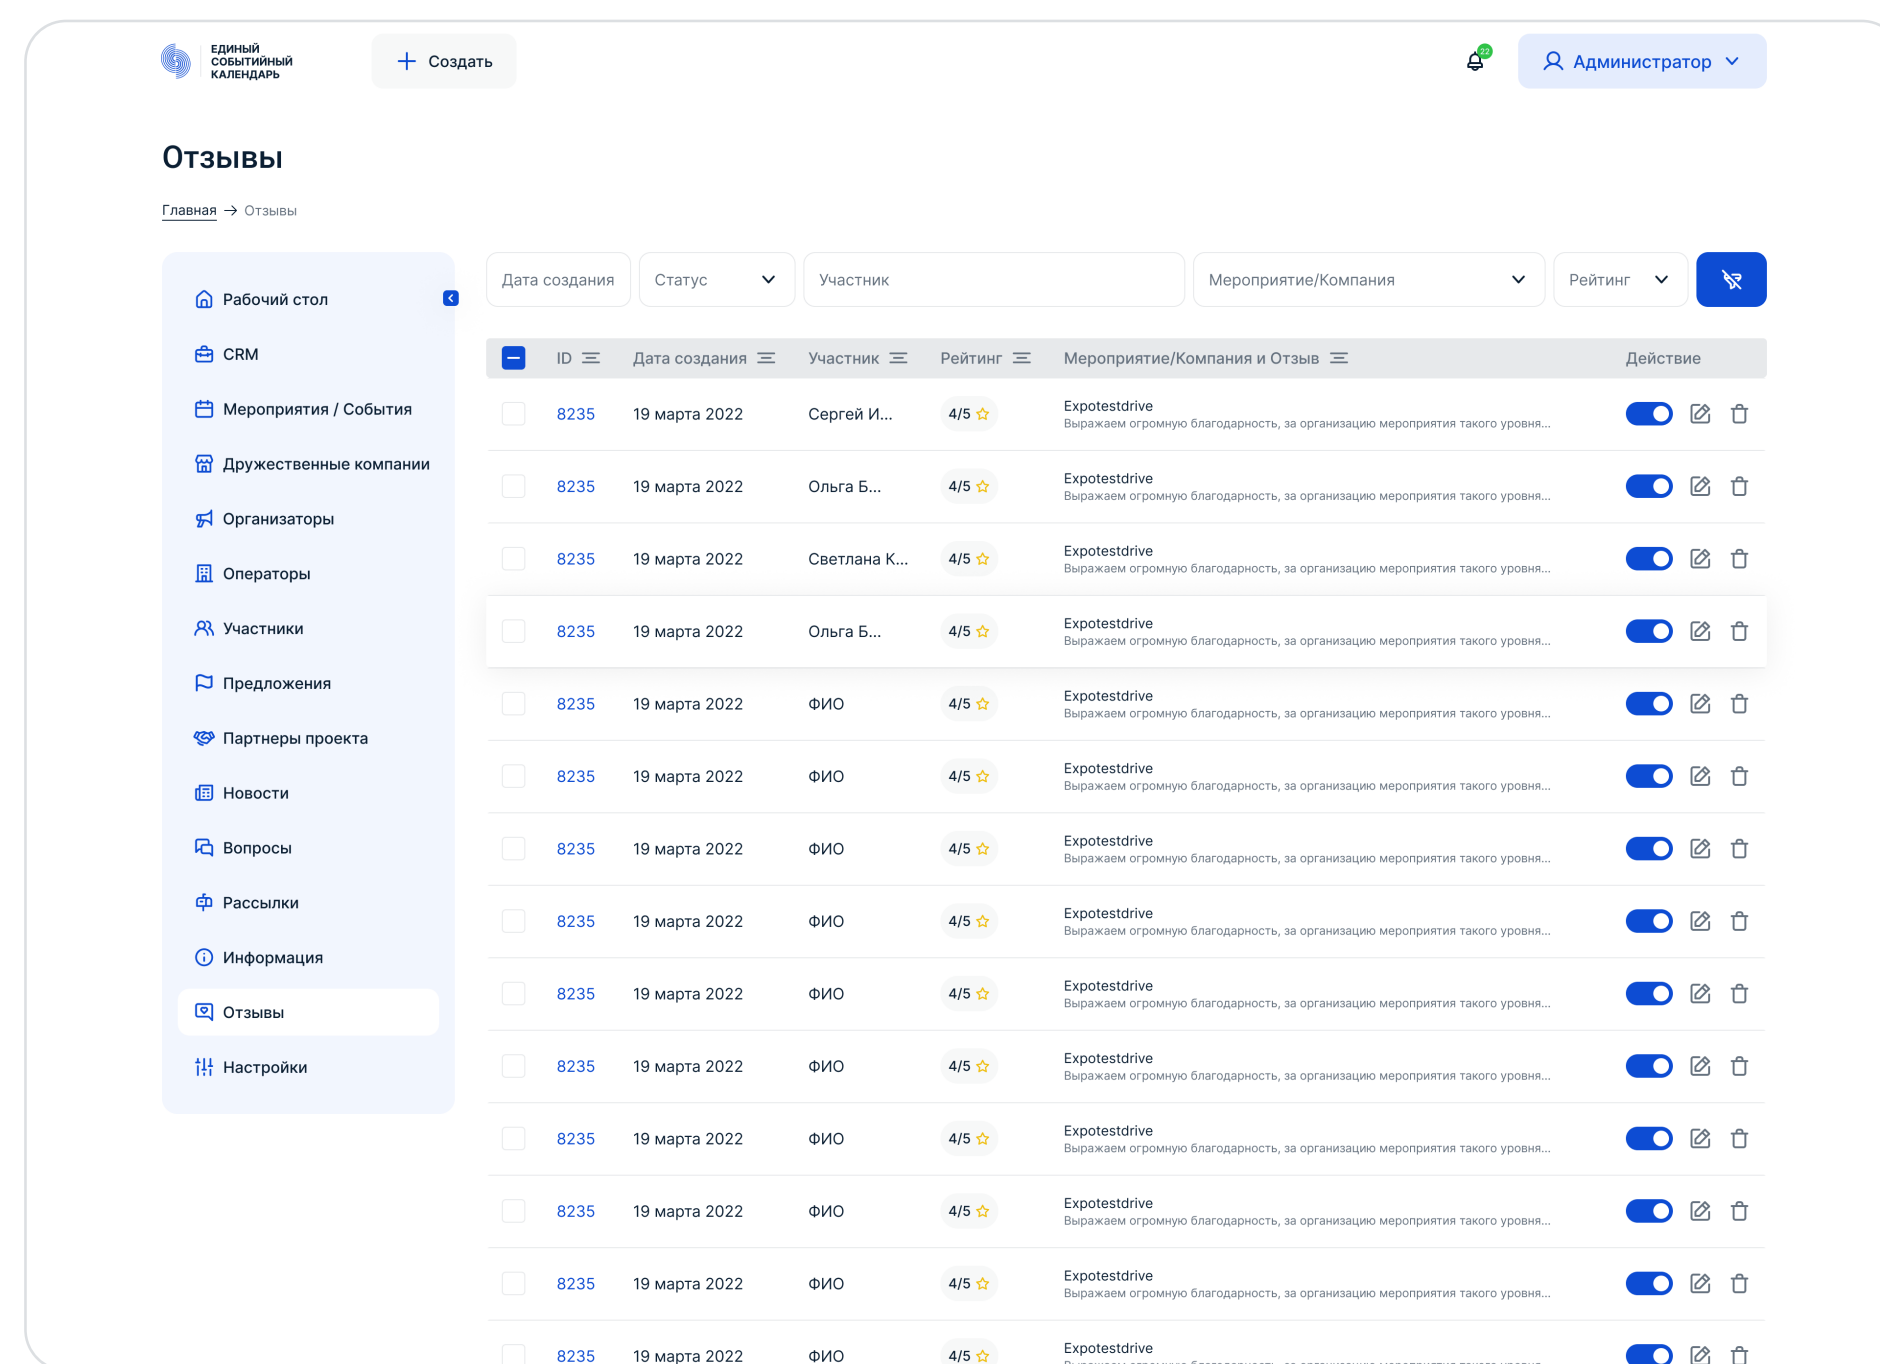 ЕДИНЫЙ
СОБЫТИЙНЫЙ
КАЛЕНДАРЬ
Создать
22
Администратор
Отзывы
Главная → Отзывы
Рабочий стол
CRM
Мероприятия / События
Дружественные компании
Организаторы
Операторы
Участники
Предложения
Партнеры проекта
Новости
Вопросы
Рассылки
Информация
Отзывы
Настройки
Дата создания Статус Участник Мероприятие/Компания Рейтинг
ID Дата создания Участник Рейтинг Мероприятие/Компания и Отзыв Действие
8235 19 марта 2022 Сергей И... 4/5 Expotestdrive
Выражаем огромную благодарность, за организацию мероприятия такого уровня...
8235 19 марта 2022 Ольга Б... 4/5 Expotestdrive
Выражаем огромную благодарность, за организацию мероприятия такого уровня...
8235 19 марта 2022 Светлана К... 4/5 Expotestdrive
Выражаем огромную благодарность, за организацию мероприятия такого уровня...
8235 19 марта 2022 Ольга Б... 4/5 Expotestdrive
Выражаем огромную благодарность, за организацию мероприятия такого уровня...
8235 19 марта 2022 ФИО 4/5 Expotestdrive
Выражаем огромную благодарность, за организацию мероприятия такого уровня...
8235 19 марта 2022 ФИО 4/5 Expotestdrive
Выражаем огромную благодарность, за организацию мероприятия такого уровня...
8235 19 марта 2022 ФИО 4/5 Expotestdrive
Выражаем огромную благодарность, за организацию мероприятия такого уровня...
8235 19 марта 2022 ФИО 4/5 Expotestdrive
Выражаем огромную благодарность, за организацию мероприятия такого уровня...
8235 19 марта 2022 ФИО 4/5 Expotestdrive
Выражаем огромную благодарность, за организацию мероприятия такого уровня...
8235 19 марта 2022 ФИО 4/5 Expotestdrive
Выражаем огромную благодарность, за организацию мероприятия такого уровня...
8235 19 марта 2022 ФИО 4/5 Expotestdrive
Выражаем огромную благодарность, за организацию мероприятия такого уровня...
8235 19 марта 2022 ФИО 4/5 Expotestdrive
Выражаем огромную благодарность, за организацию мероприятия такого уровня...
8235 19 марта 2022 ФИО 4/5 Expotestdrive
Выражаем огромную благодарность, за организацию мероприятия такого уровня...
8235 19 марта 2022 ФИО 4/5 Expotestdrive